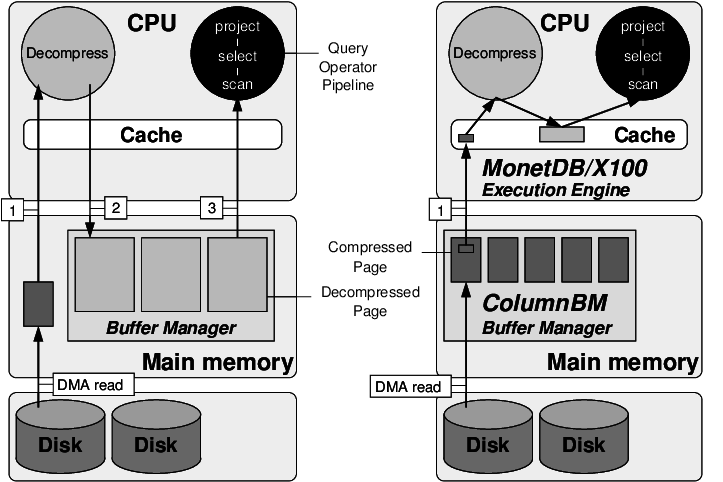 CPU
Decompress
project
select
scan
Cache
1
2
3
Buffer Manager
Main memory
DMA read
Disk
Disk
Query
Operator
Pipeline
Compressed
Page
Decompressed
Page
CPU
Decompress
project
select
scan
Cache
MonetDB/X100
Execution Engine
1
ColumnBM
Buffer Manager
Main memory
DMA read
Disk
Disk